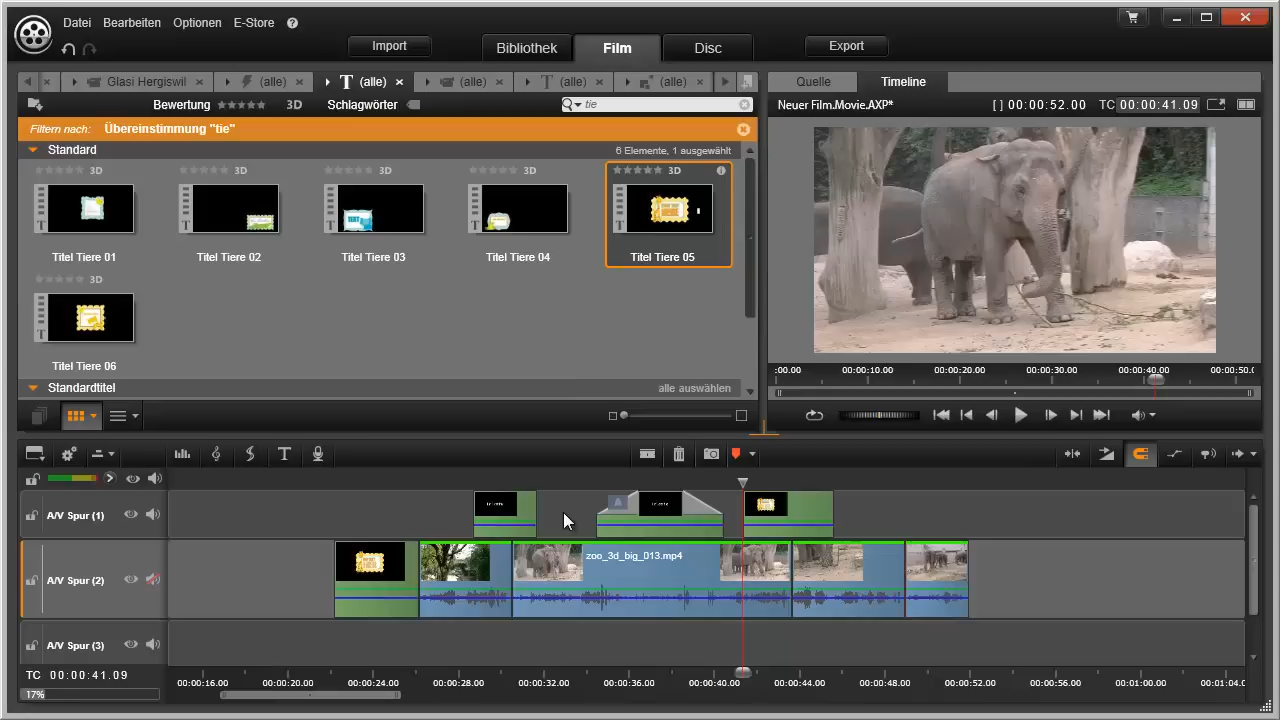 Datei Bearbeiten Optionen E-Store ?
Import Bibliothek Film Disc Export
Glasi Hergiswil (alle) T (alle) (alle) T (alle) (alle)
Quelle Timeline
Bewertung 3D Schlagwörter tie
Neuer Film.Movie.AXP* [] 00:00:52.00 TC 00:00:41.09
Filtern nach: Übereinstimmung "tie"
Standard 6 Elemente, 1 ausgewählt
3D 3D 3D 3D 3D
Titel Tiere 01 Titel Tiere 02 Titel Tiere 03 Titel Tiere 04 Titel Tiere 05
3D
Titel Tiere 06
:00.00 00:00:10.00 00:00:20.00 00:00:30.00 00:00:40.00 00:00:50.0
Standardtitel alle auswählen
A/V Spur (1)
A
A/V Spur (2)
zoo_3d_big_013.mp4
A/V Spur (3)
TC 00:00:41.09
00:00:16.00 00:00:20.00 00:00:24.00 00:00:28.00 00:00:32.00 00:00:36.00 00:00:40.00 00:00:44.00 00:00:48.00 00:00:52.00 00:00:56.00 00:01:00.00 00:01:04.0
17%